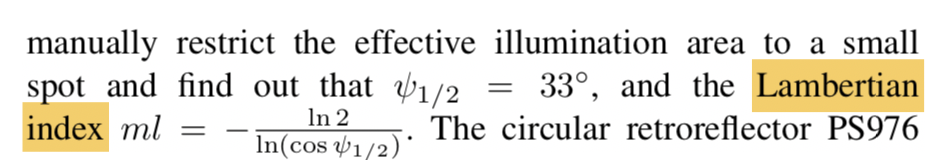 manually restrict the effective illumination area to a small
spot and find out that ψ1/2 = 33°, and the Lambertian
index ml = − ln 2 / ln(cos ψ1/2). The circular retroreflector PS976